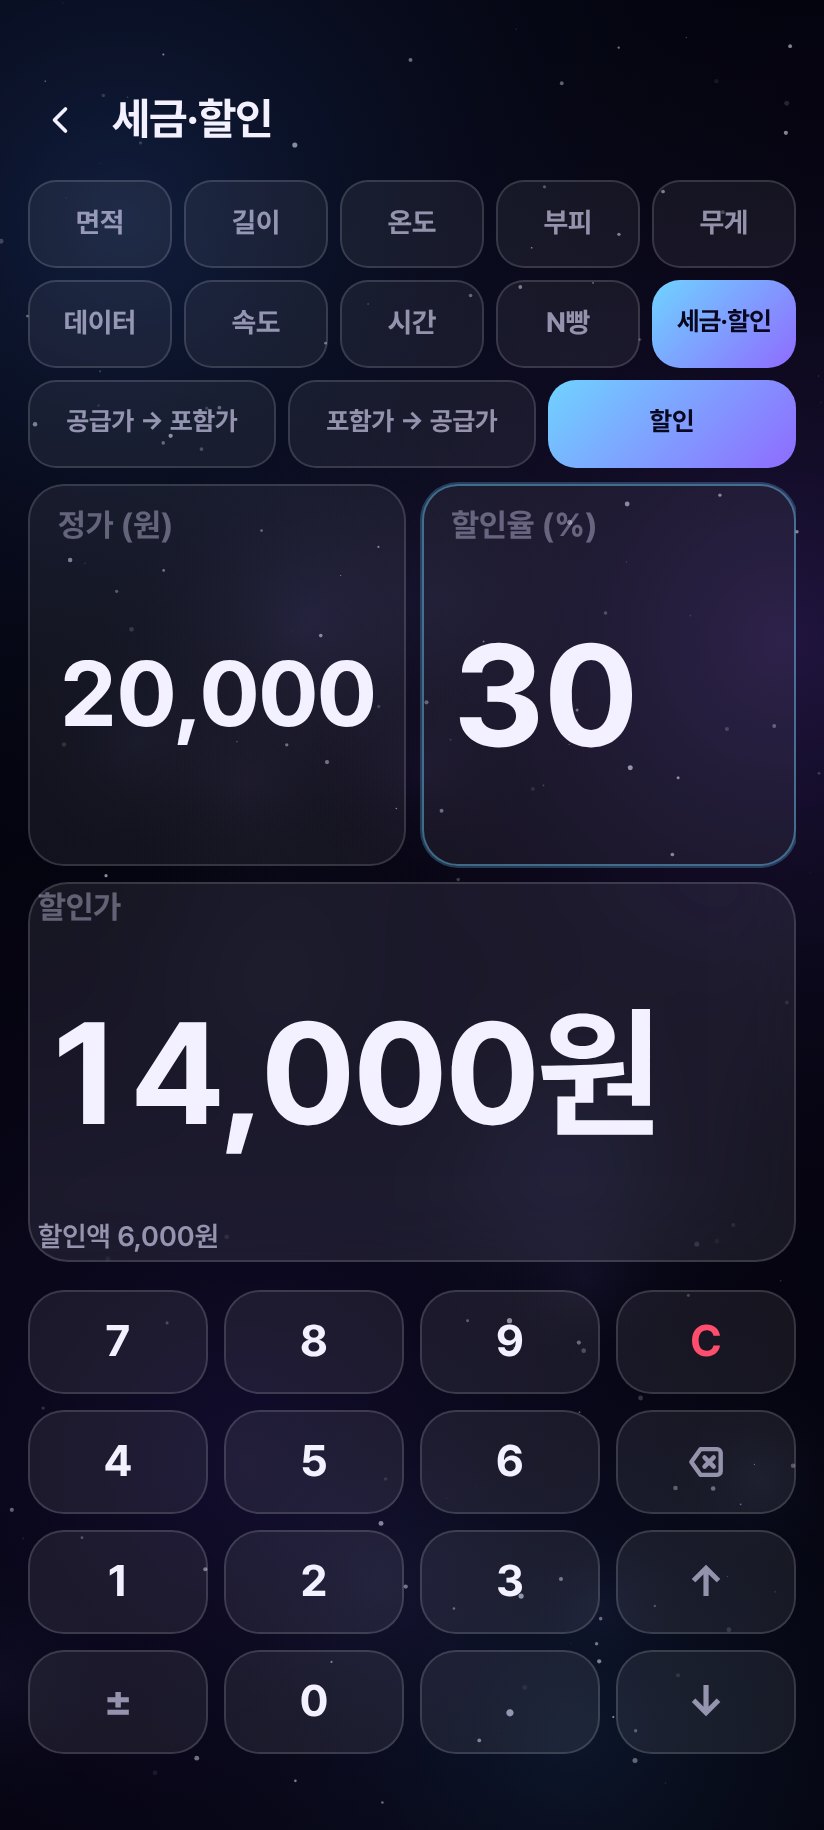 세금·할인
면적 길이 온도 부피 무게
데이터 속도 시간 N빵 세금·할인
공급가 → 포함가 포함가 → 공급가 할인
정가 (원) 할인율 (%)
20,000 30
할인가
14,000원
할인액 6,000원
7 8 9 C
4 5 6
1 2 3 ↑
± 0 . ↓